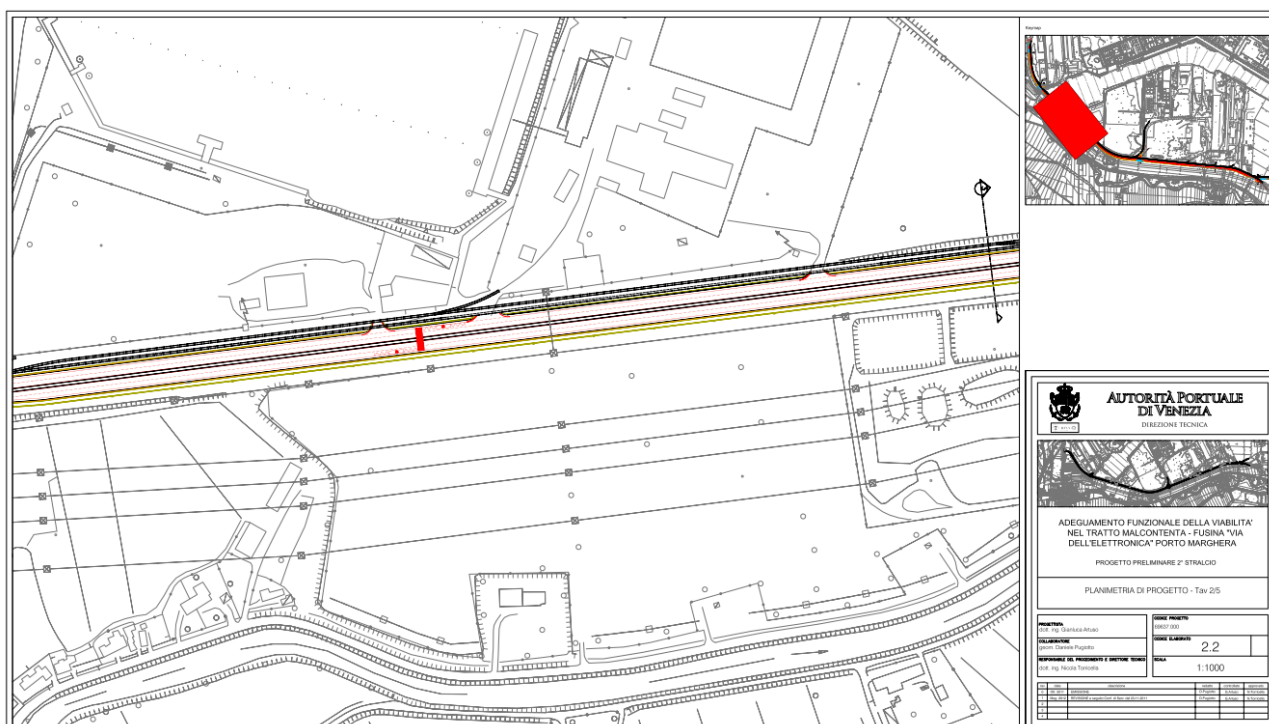 Keymap
AUTORITÀ PORTUALE
DI VENEZIA
DIREZIONE TECNICA
ADEGUAMENTO FUNZIONALE DELLA VIABILITA'
NEL TRATTO MALCONTENTA - FUSINA "VIA
DELL'ELETTRONICA" PORTO MARGHERA
PROGETTO PRELIMINARE 2° STRALCIO
PLANIMETRIA DI PROGETTO - Tav 2/5
PROGETTISTA
dott. ing. Gianluca Artuso
COLLABORATORE
geom. Daniele Pugiotto
RESPONSABILE DEL PROCEDIMENTO E DIRETTORE TECNICO
dott. ing. Nicola Torricella
CODICE PROGETTO
CODICE ELABORATO
2.2
SCALA
1:1000